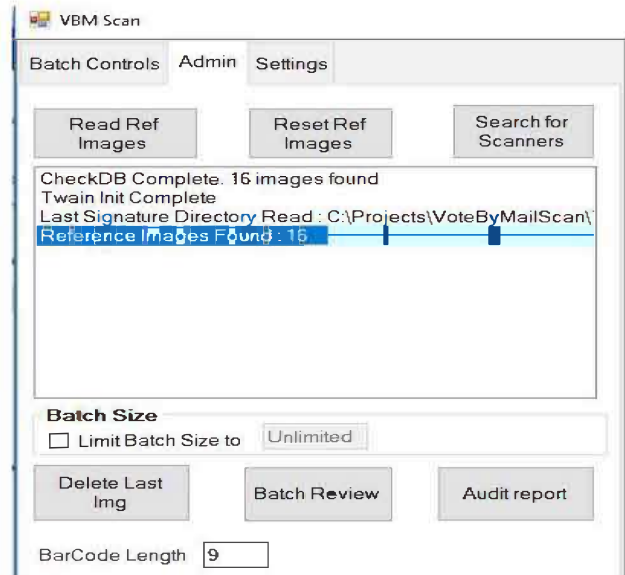 VBM Scan
Batch Controls Admin Settings
Read Ref Images
Reset Ref Images
Search for Scanners
CheckDB Complete. 16 images found
Twain Init Complete
Last Signature Directory Read : C:\Projects\VoteByMailScan\
Reference Images Found : 16
Batch Size
Limit Batch Size to Unlimited
Delete Last Img
Batch Review
Audit report
BarCode Length 9